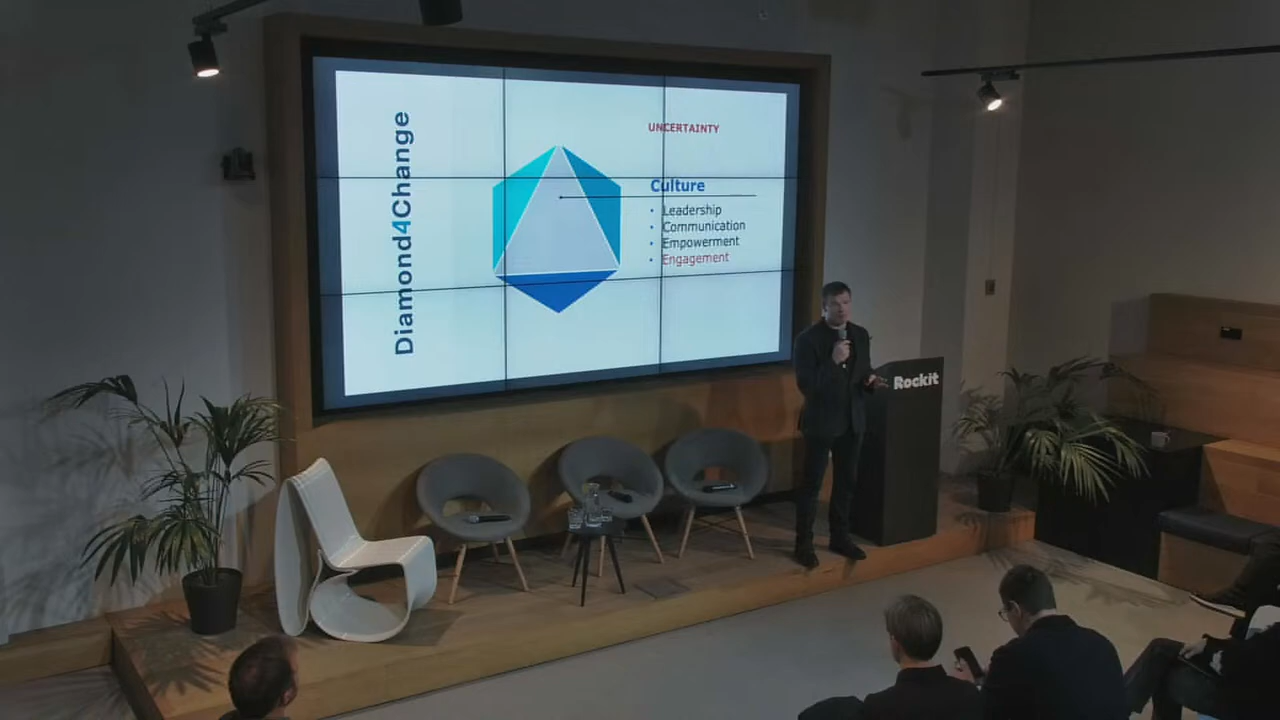 Diamond4Change
UNCERTAINTY
Culture
• Leadership
• Communication
• Empowerment
• Engagement
Rockit